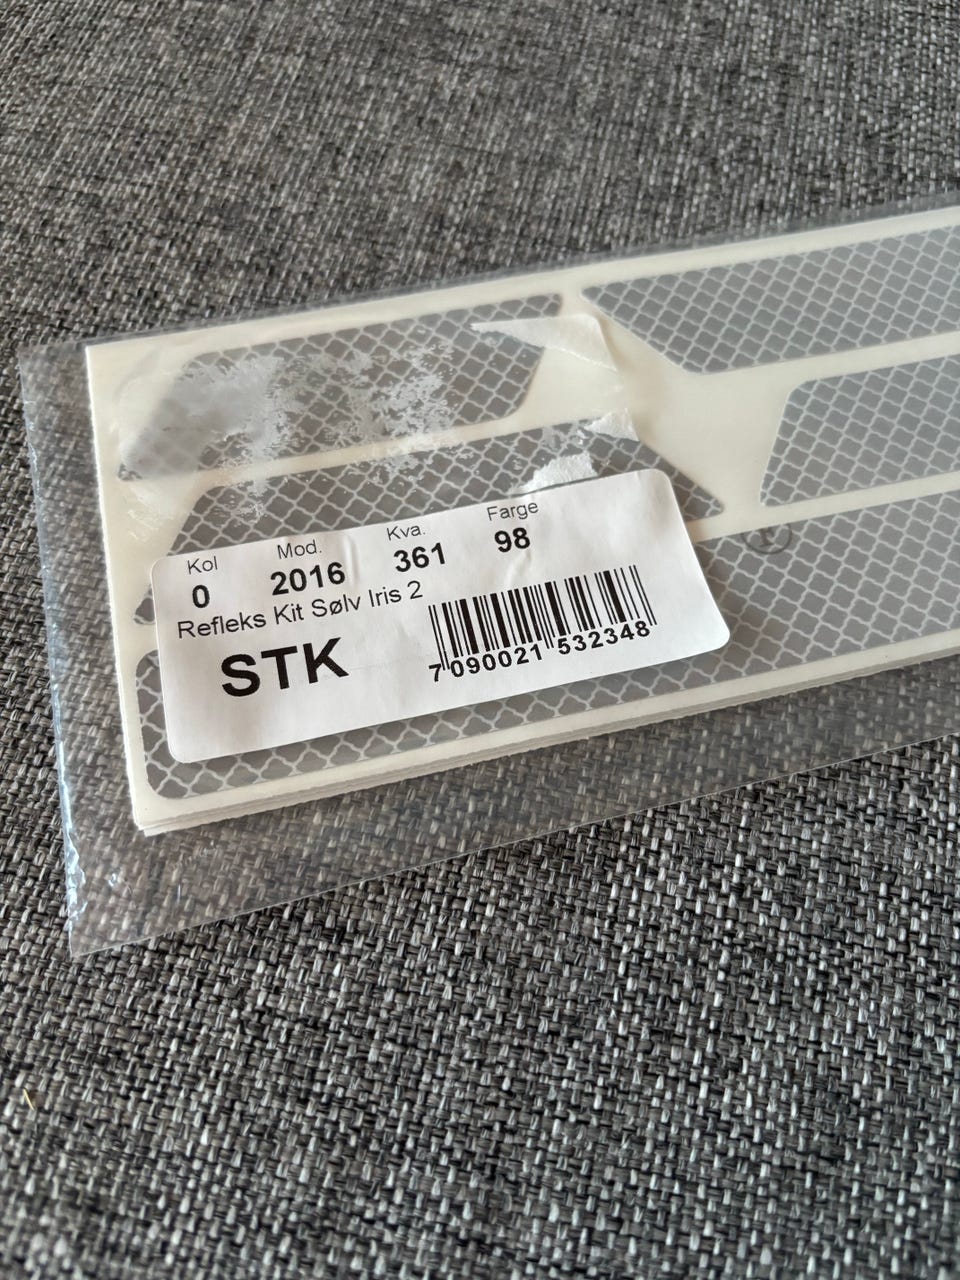 Kol Mod. Kva. Farge
0 2016 361 98
Refleks Kit Sølv Iris 2
STK
7 090021 532348